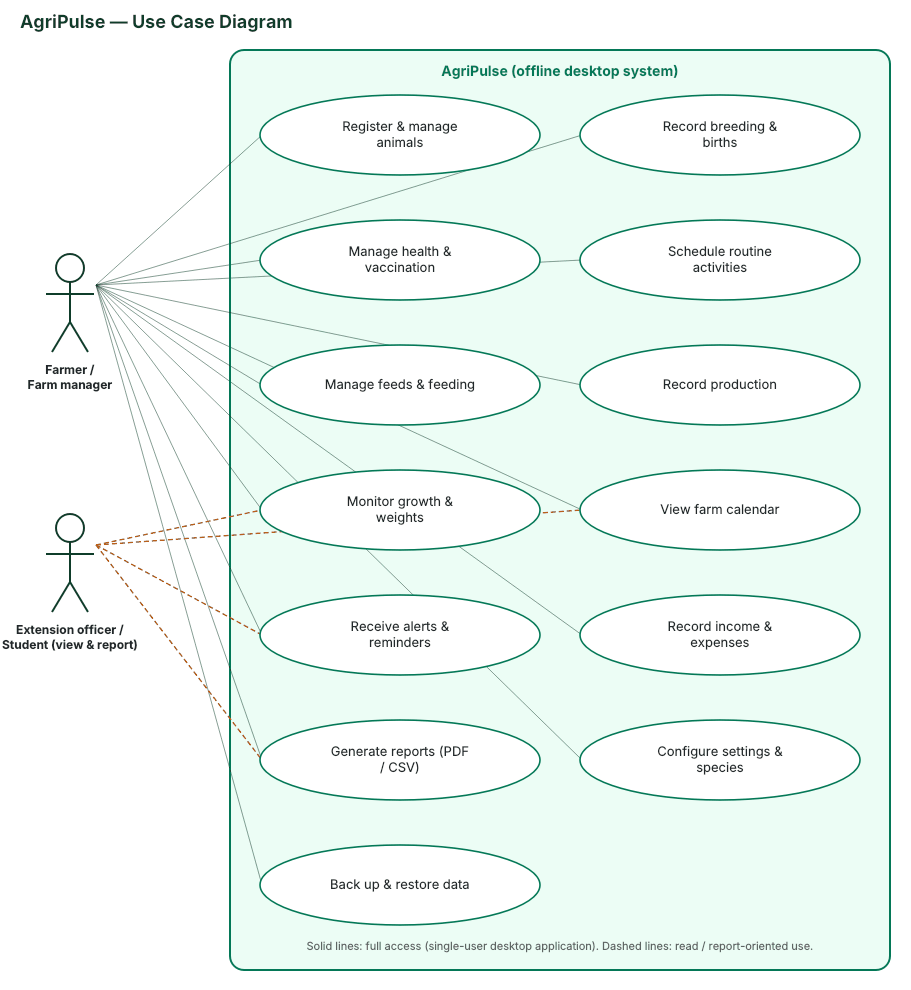 AgriPulse — Use Case Diagram
AgriPulse (offline desktop system)
Register & manage
animals
Record breeding &
births
Manage health &
vaccination
Schedule routine
activities
Farmer /
Farm manager
Manage feeds & feeding
Record production
Monitor growth &
weights
View farm calendar
Extension officer /
Student (view & report)
Receive alerts &
reminders
Record income &
expenses
Generate reports (PDF
/ CSV)
Configure settings &
species
Back up & restore data
Solid lines: full access (single-user desktop application). Dashed lines: read / report-oriented use.